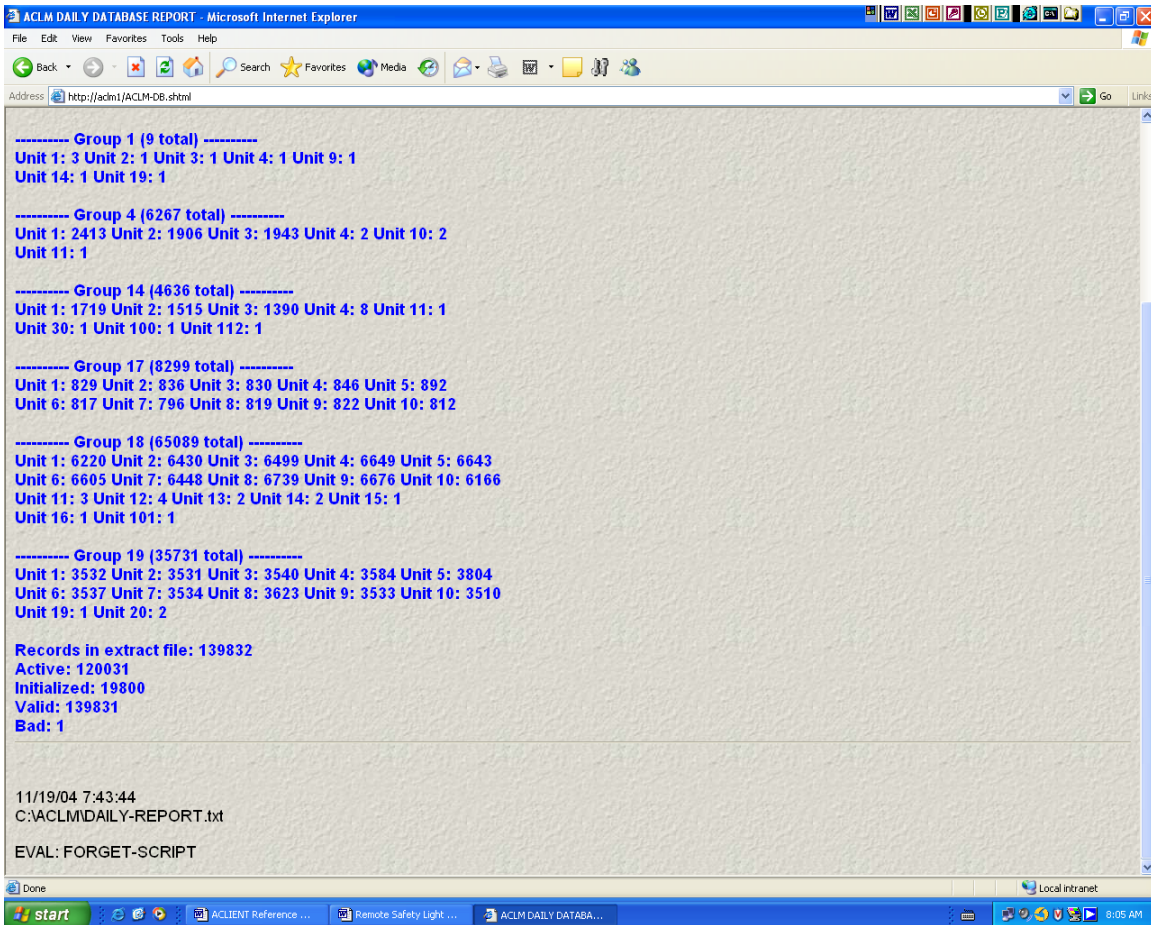 ACLM DAILY DATABASE REPORT - Microsoft Internet Explorer
File Edit View Favorites Tools Help
Back Search Favorites Media
Address http://aclm1/ACLM-DB.shtml Go Links
---------- Group 1 (9 total) ----------
Unit 1: 3 Unit 2: 1 Unit 3: 1 Unit 4: 1 Unit 9: 1
Unit 14: 1 Unit 19: 1
---------- Group 4 (6267 total) ----------
Unit 1: 2413 Unit 2: 1906 Unit 3: 1943 Unit 4: 2 Unit 10: 2
Unit 11: 1
---------- Group 14 (4636 total) ----------
Unit 1: 1719 Unit 2: 1515 Unit 3: 1390 Unit 4: 8 Unit 11: 1
Unit 30: 1 Unit 100: 1 Unit 112: 1
---------- Group 17 (8299 total) ----------
Unit 1: 829 Unit 2: 836 Unit 3: 830 Unit 4: 846 Unit 5: 892
Unit 6: 817 Unit 7: 796 Unit 8: 819 Unit 9: 822 Unit 10: 812
---------- Group 18 (65089 total) ----------
Unit 1: 6220 Unit 2: 6430 Unit 3: 6499 Unit 4: 6649 Unit 5: 6643
Unit 6: 6605 Unit 7: 6448 Unit 8: 6739 Unit 9: 6676 Unit 10: 6166
Unit 11: 3 Unit 12: 4 Unit 13: 2 Unit 14: 2 Unit 15: 1
Unit 16: 1 Unit 101: 1
---------- Group 19 (35731 total) ----------
Unit 1: 3532 Unit 2: 3531 Unit 3: 3540 Unit 4: 3584 Unit 5: 3804
Unit 6: 3537 Unit 7: 3534 Unit 8: 3623 Unit 9: 3533 Unit 10: 3510
Unit 19: 1 Unit 20: 2
Records in extract file: 139832
Active: 120031
Initialized: 19800
Valid: 139831
Bad: 1
11/19/04 7:43:44
C:\ACLM\DAILY-REPORT.txt
EVAL: FORGET-SCRIPT
Done Local intranet
start ACLIENT Reference ... Remote Safety Light ... ACLM DAILY DATABA... 8:05 AM